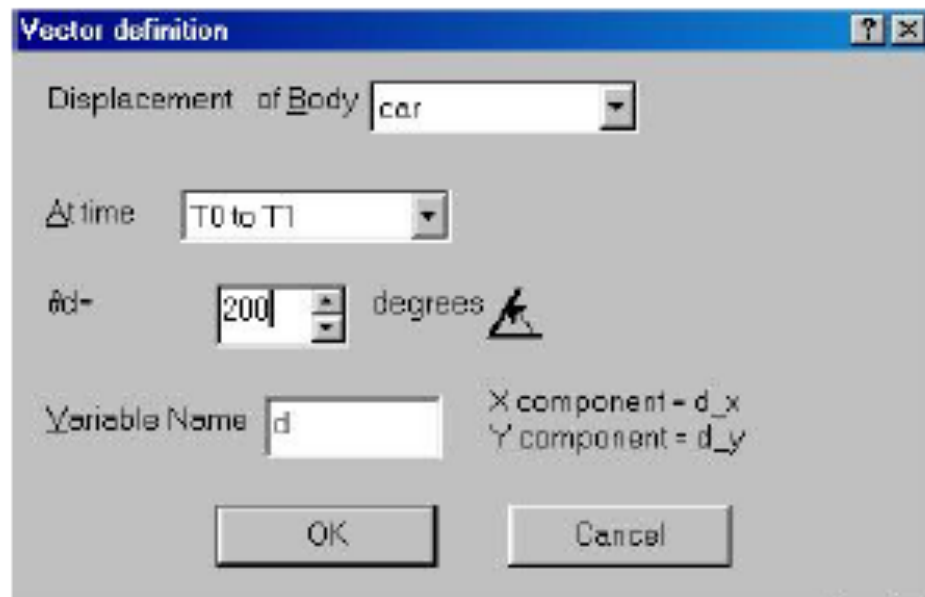 Vector definition
Displacement of Body car
At time T0 to T1
θd= 200 degrees
Variable Name d
X component = d_x
Y component = d_y
OK Cancel